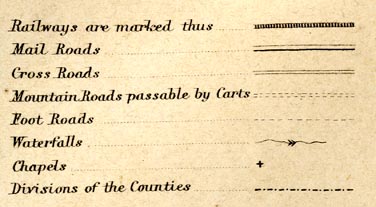 Railways are marked thus
Mail Roads
Cross Roads
Mountain Roads passable by Carts
Foot Roads
Waterfalls
Chapels
Divisions of the Counties